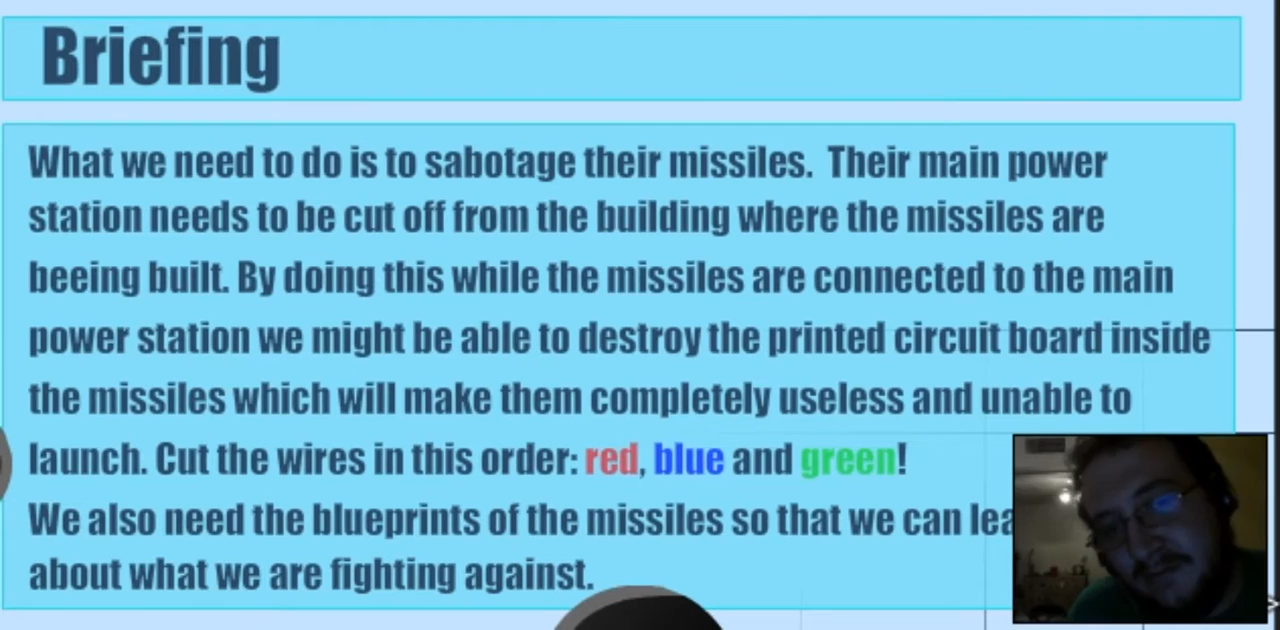 Briefing
What we need to do is to sabotage their missiles.  Their main power
station needs to be cut off from the building where the missiles are
beeing built. By doing this while the missiles are connected to the main
power station we might be able to destroy the printed circuit board inside
the missiles which will make them completely useless and unable to
launch. Cut the wires in this order: red, blue and green!
We also need the blueprints of the missiles so that we can
about what we are fighting against.